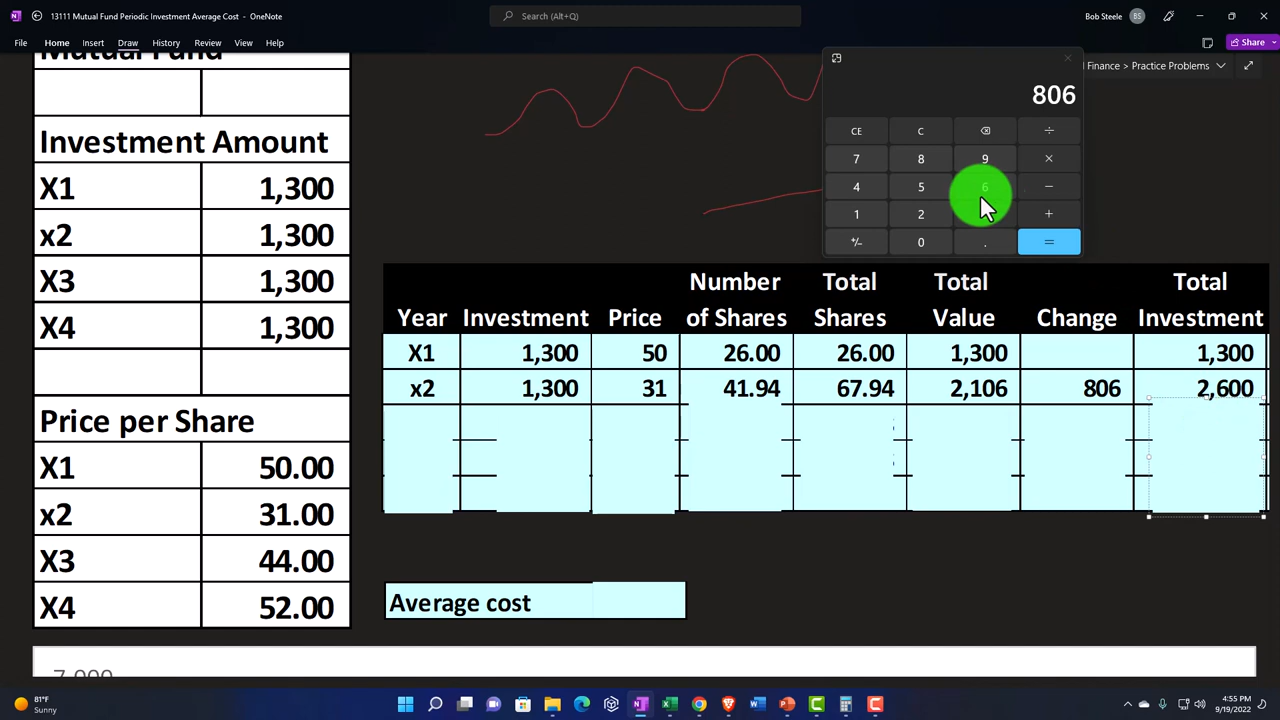 13111 Mutual Fund Periodic Investment Average Cost - OneNote
Search (Alt+Q)
Bob Steele BS
File Home Insert Draw History Review View Help
Share
Mutual Fund
Finance > Practice Problems
806
CE C ÷
7 8 9 ×
4 5 6 −
1 2 +
+/− 0 . =
Investment Amount
X1 1,300
x2 1,300
X3 1,300
X4 1,300
Price per Share
X1 50.00
x2 31.00
X3 44.00
X4 52.00
Number Total Total Total
Year Investment Price of Shares Shares Value Change Investment
X1 1,300 50 26.00 26.00 1,300 1,300
x2 1,300 31 41.94 67.94 2,106 806 2,600
Average cost
81°F
Sunny
4:55 PM
9/19/2022